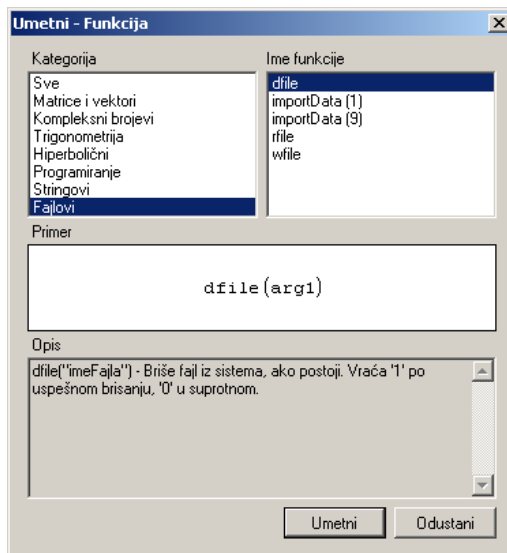 Umetni - Funkcija
Kategorija
Sve
Matrice i vektori
Kompleksni brojevi
Trigonometrija
Hiperbolični
Programiranje
Stringovi
Fajlovi
Ime funkcije
dfile
importData (1)
importData (9)
rfile
wfile
Primer
dfile(arg1)
Opis
dfile("imeFajla") - Briše fajl iz sistema, ako postoji. Vraća '1' po
uspešnom brisanju, '0' u suprotnom.
Umetni
Odustani